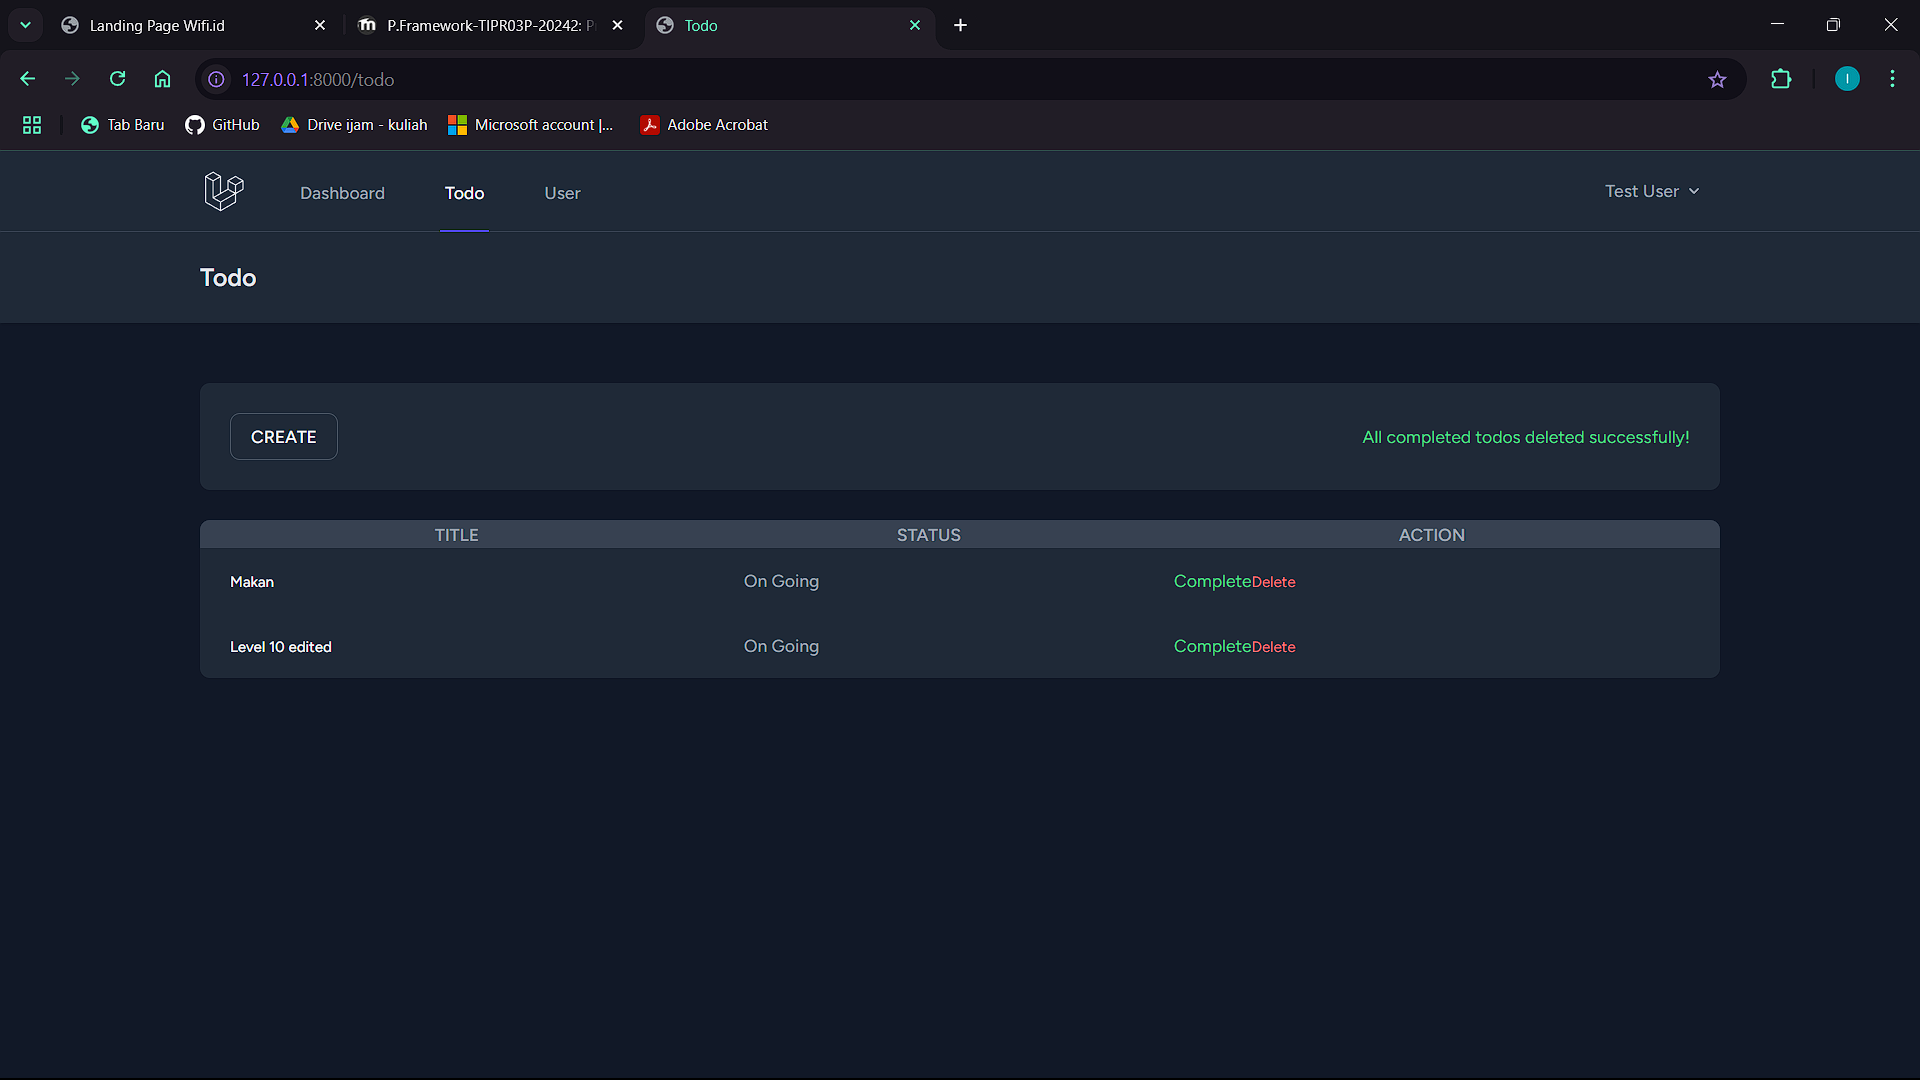 Landing Page Wifi.id
P.Framework-TIPR03P-20242: P
Todo
127.0.0.1:8000/todo
I
Tab Baru
GitHub
Drive ijam - kuliah
Microsoft account |...
Adobe Acrobat
Dashboard
Todo
User
Test User
Todo
CREATE
All completed todos deleted successfully!
TITLE STATUS ACTION
Makan On Going CompleteDelete
Level 10 edited On Going CompleteDelete